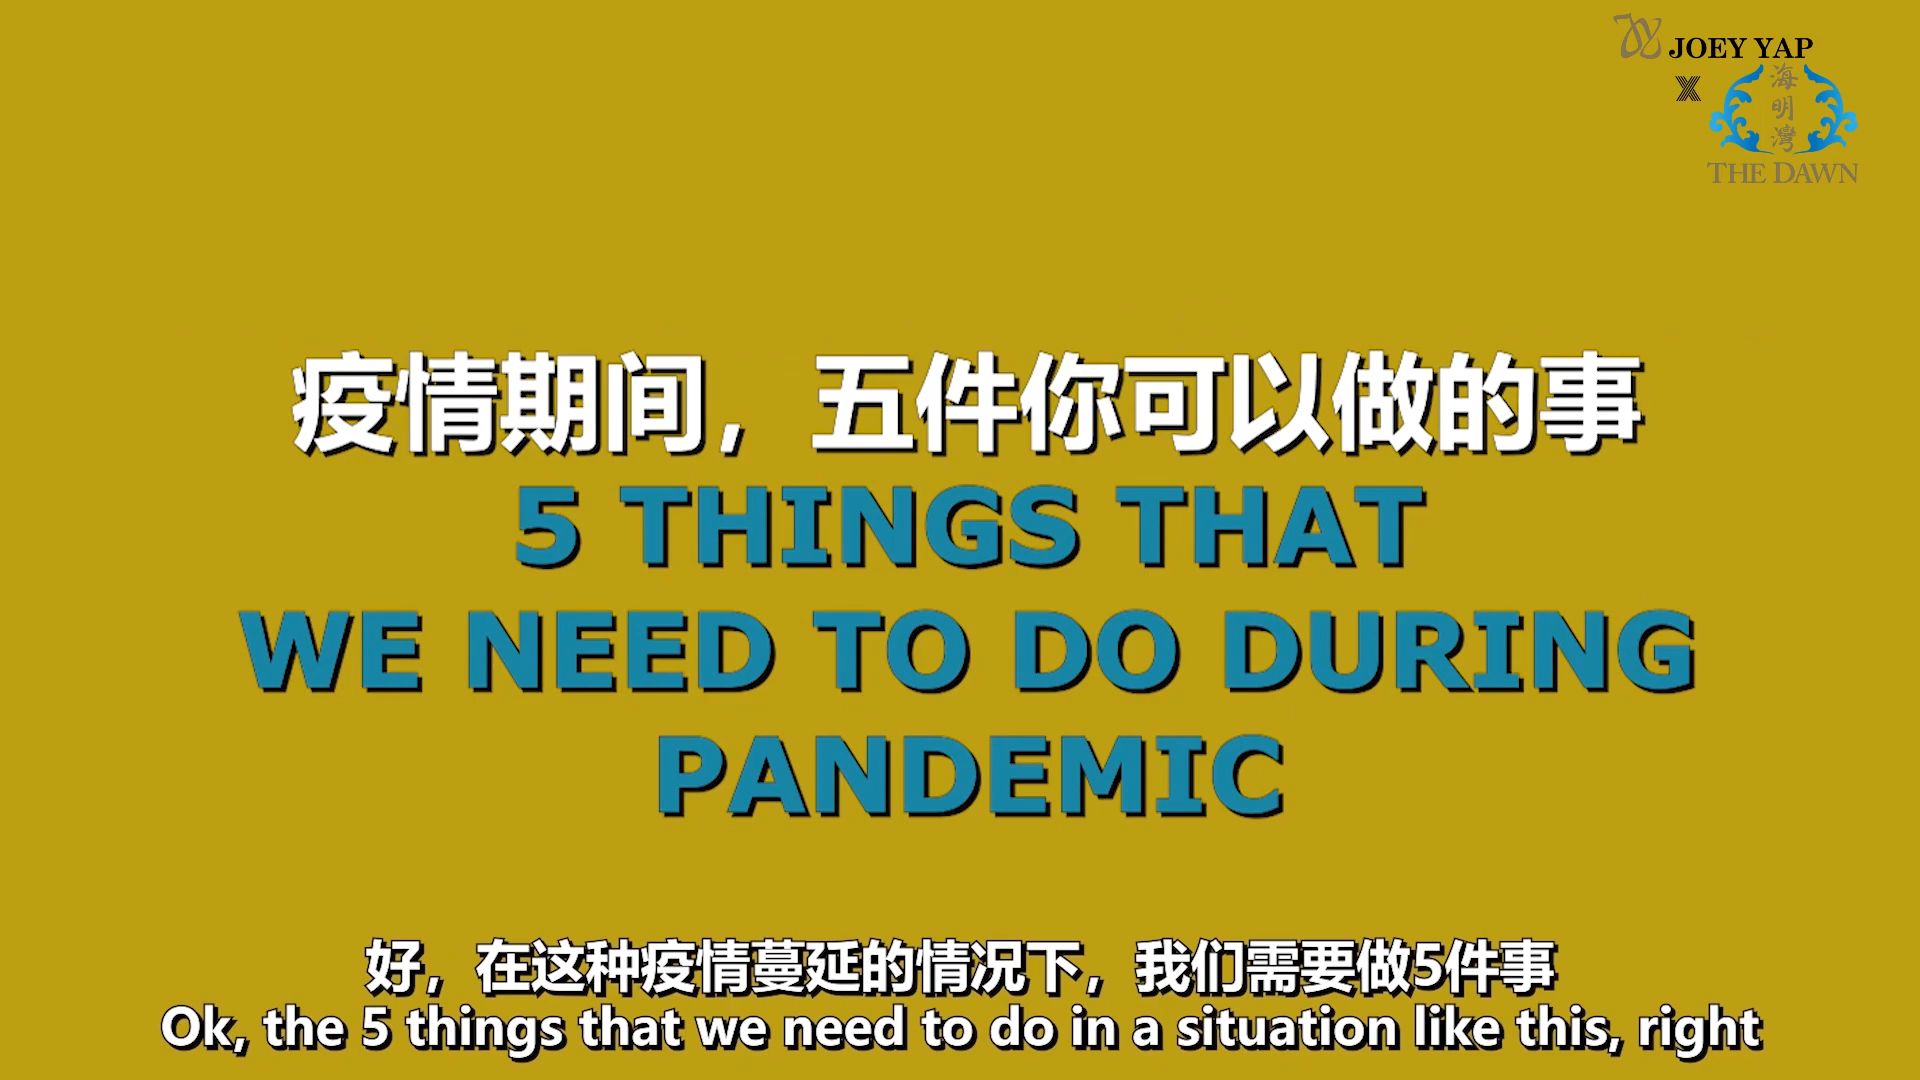 JOEY YAP
X
海
明
灣
THE DAWN
疫情期间，五件你可以做的事
5 THINGS THAT
WE NEED TO DO DURING
PANDEMIC
好，在这种疫情蔓延的情况下，我们需要做5件事
Ok, the 5 things that we need to do in a situation like this, right